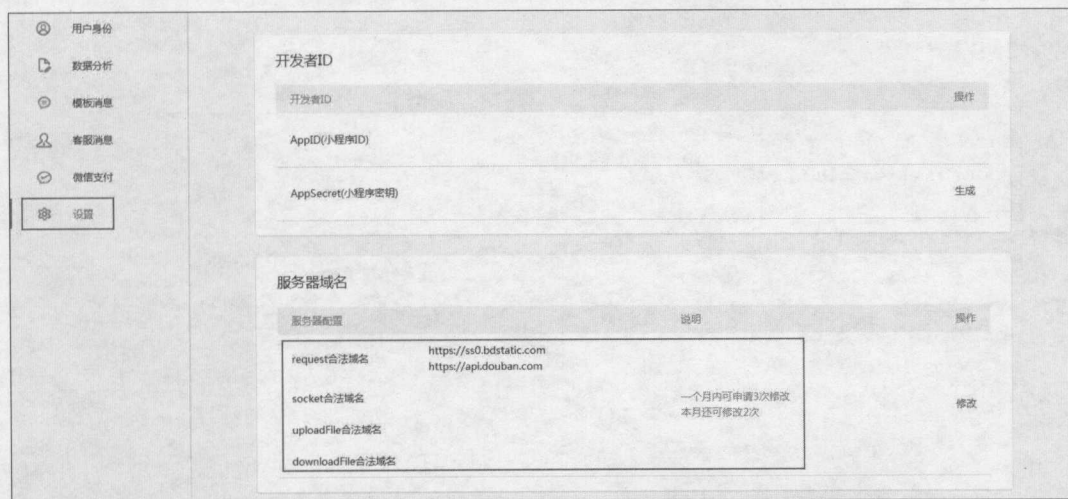 用户身份
数据分析
模板消息
客服消息
微信支付
设置
开发者ID
开发者ID 操作
AppID(小程序ID)
AppSecret(小程序密钥) 生成
服务器域名
服务器配置 说明 操作
request合法域名 https://ss0.bdstatic.com
https://api.douban.com
socket合法域名 一个月内可申请3次修改
本月还可修改2次 修改
uploadFile合法域名
downloadFile合法域名